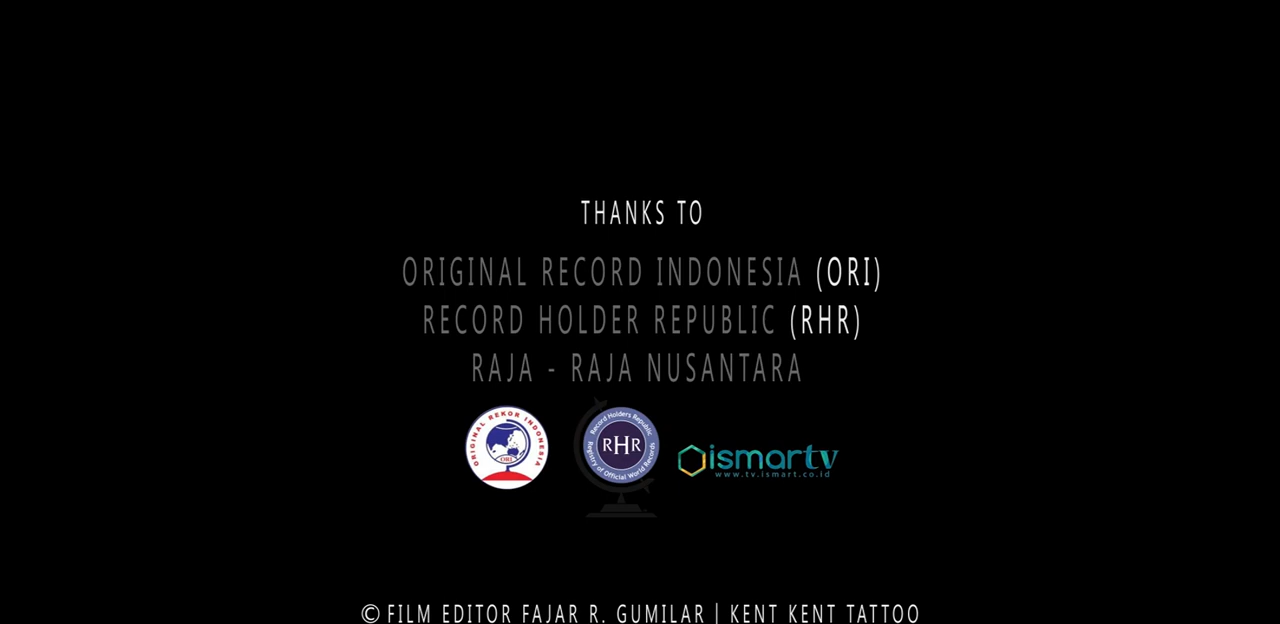 THANKS TO
ORIGINAL RECORD INDONESIA (ORI)
RECORD HOLDER REPUBLIC (RHR)
RAJA - RAJA NUSANTARA
ORIGINAL REKOR INDONESIA
ORI
Record Holders Republic
RHR
Registry of Official World Records
ismartv
www.tv.ismart.co.id
© FILM EDITOR FAJAR R. GUMILAR | KENT KENT TATTOO